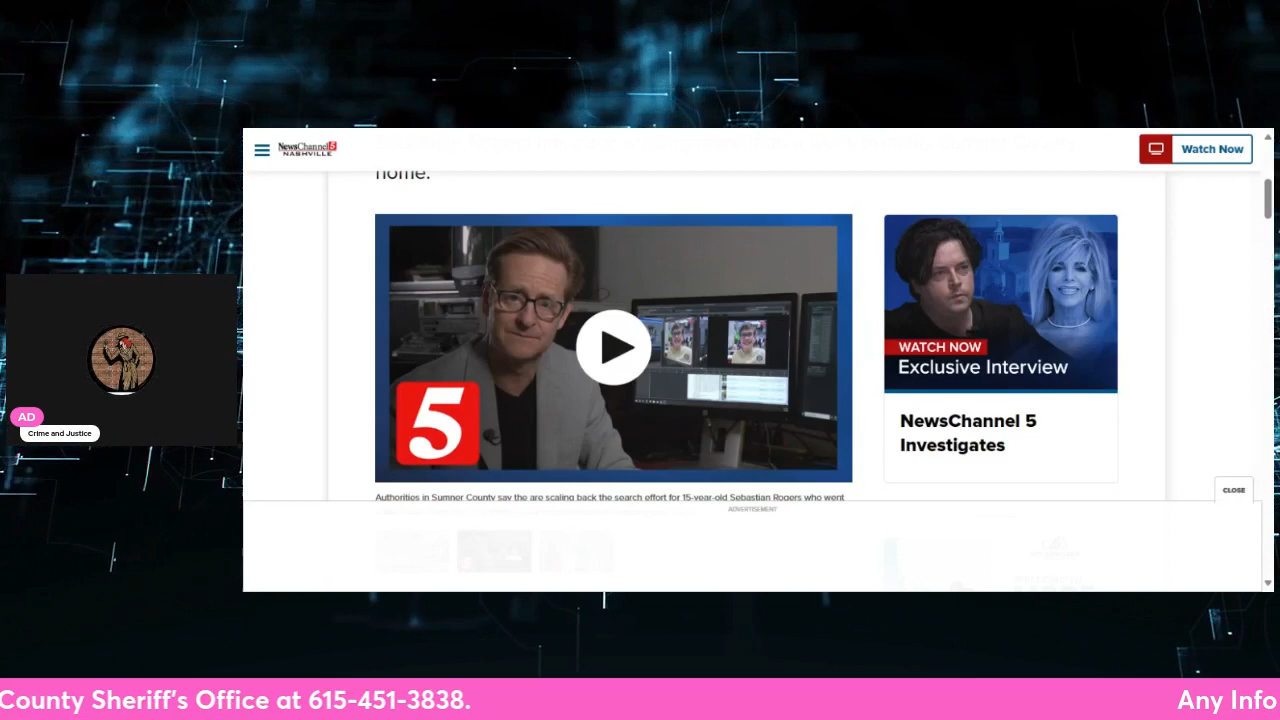 NewsChannel 5
NASHVILLE
Watch Now
home.
5
WATCH NOW
Exclusive Interview
NewsChannel 5
Investigates
Authorities in Sumner County say the are scaling back the search effort for 15-year-old Sebastian Rogers who went
CLOSE
ADVERTISEMENT
AD
Crime and Justice
County Sheriff's Office at 615-451-3838.
Any Info